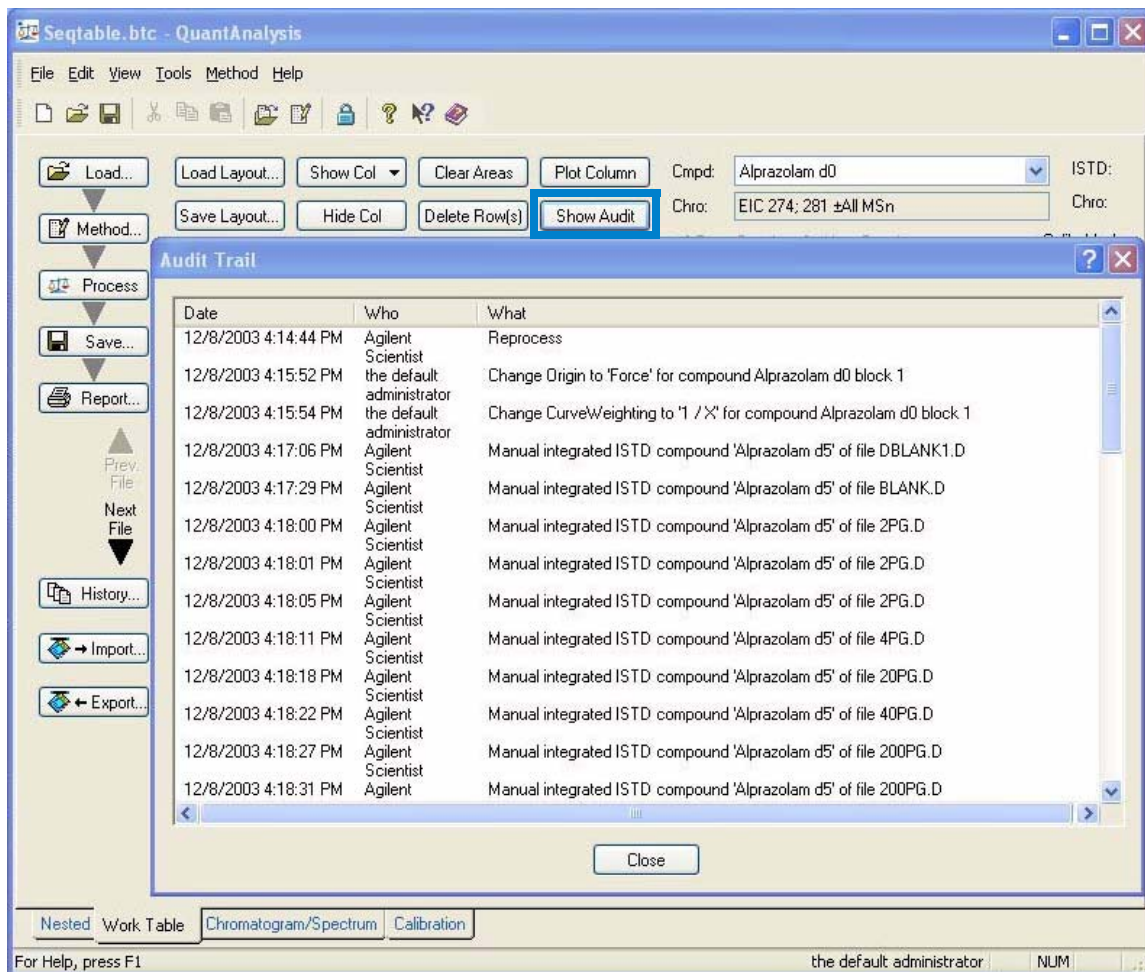 Seqtable.btc - QuantAnalysis
File Edit View Tools Method Help
Load... Load Layout... Show Col Clear Areas Plot Column Cmpd: Alprazolam d0 ISTD:
Method... Save Layout... Hide Col Delete Row(s) Show Audit Chro: EIC 274; 281 ±All MSn Chro:
Audit Trail
Process
Save...
Report...
Prev.
File
Next
File
History...
→ Import...
← Export...
Date Who What
12/8/2003 4:14:44 PM Agilent Reprocess
Scientist
12/8/2003 4:15:52 PM the default Change Origin to 'Force' for compound Alprazolam d0 block 1
administrator
12/8/2003 4:15:54 PM the default Change CurveWeighting to '1 / X' for compound Alprazolam d0 block 1
administrator
12/8/2003 4:17:06 PM Agilent Manual integrated ISTD compound 'Alprazolam d5' of file DBLANK1.D
Scientist
12/8/2003 4:17:29 PM Agilent Manual integrated ISTD compound 'Alprazolam d5' of file BLANK.D
Scientist
12/8/2003 4:18:00 PM Agilent Manual integrated ISTD compound 'Alprazolam d5' of file 2PG.D
Scientist
12/8/2003 4:18:01 PM Agilent Manual integrated ISTD compound 'Alprazolam d5' of file 2PG.D
Scientist
12/8/2003 4:18:05 PM Agilent Manual integrated ISTD compound 'Alprazolam d5' of file 2PG.D
Scientist
12/8/2003 4:18:11 PM Agilent Manual integrated ISTD compound 'Alprazolam d5' of file 4PG.D
Scientist
12/8/2003 4:18:18 PM Agilent Manual integrated ISTD compound 'Alprazolam d5' of file 20PG.D
Scientist
12/8/2003 4:18:22 PM Agilent Manual integrated ISTD compound 'Alprazolam d5' of file 40PG.D
Scientist
12/8/2003 4:18:27 PM Agilent Manual integrated ISTD compound 'Alprazolam d5' of file 200PG.D
Scientist
12/8/2003 4:18:31 PM Agilent Manual integrated ISTD compound 'Alprazolam d5' of file 200PG.D
Close
Nested Work Table Chromatogram/Spectrum Calibration
For Help, press F1 the default administrator NUM